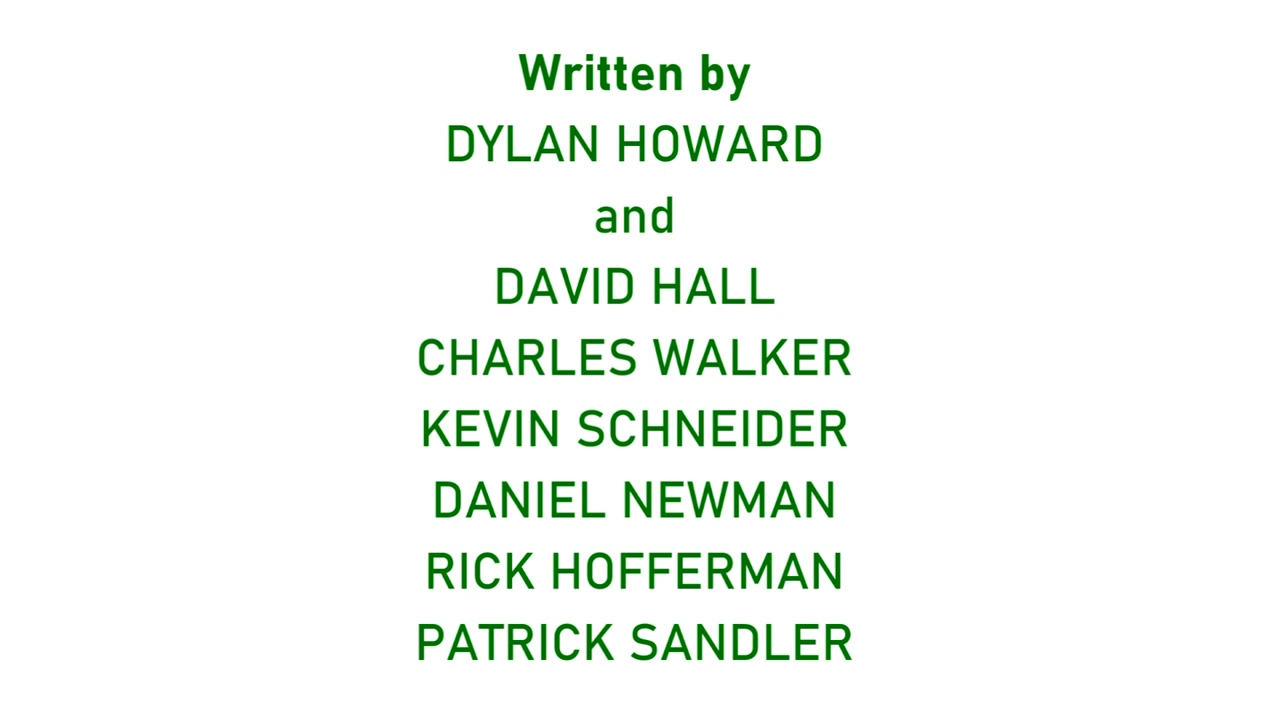 Written by
DYLAN HOWARD
and
DAVID HALL
CHARLES WALKER
KEVIN SCHNEIDER
DANIEL NEWMAN
RICK HOFFERMAN
PATRICK SANDLER